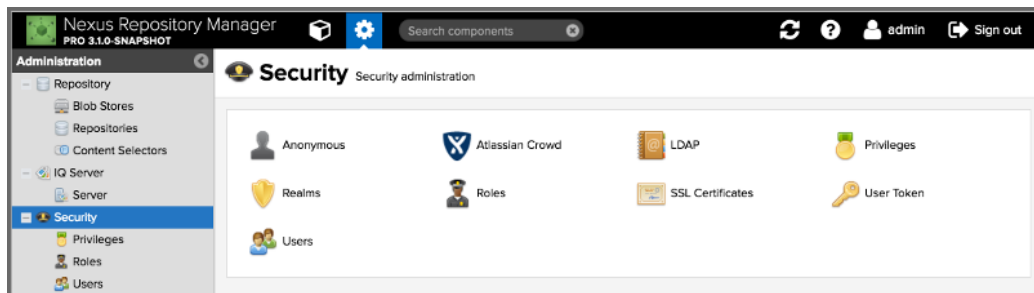 Nexus Repository Manager
PRO 3.1.0-SNAPSHOT
Search components
admin
Sign out
Administration
Repository
Blob Stores
Repositories
Content Selectors
IQ Server
Server
Security
Privileges
Roles
Users
Security Security administration
Anonymous
Atlassian Crowd
LDAP
Privileges
Realms
Roles
SSL Certificates
User Token
Users